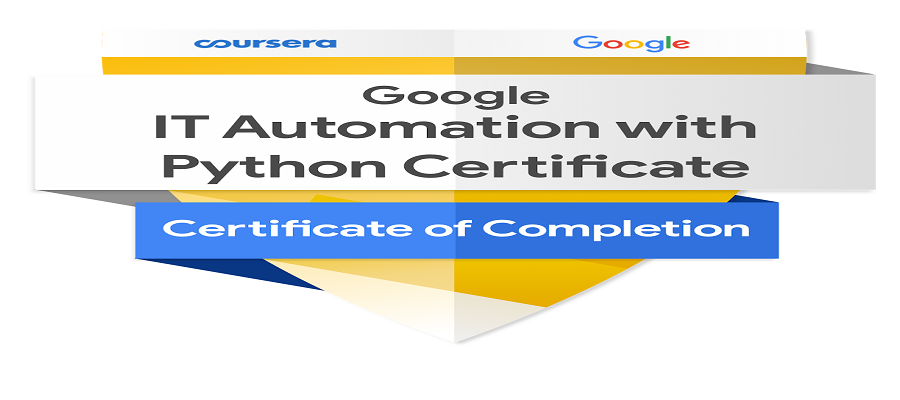 coursera
Google
Google
IT Automation with
Python Certificate
Certificate of Completion